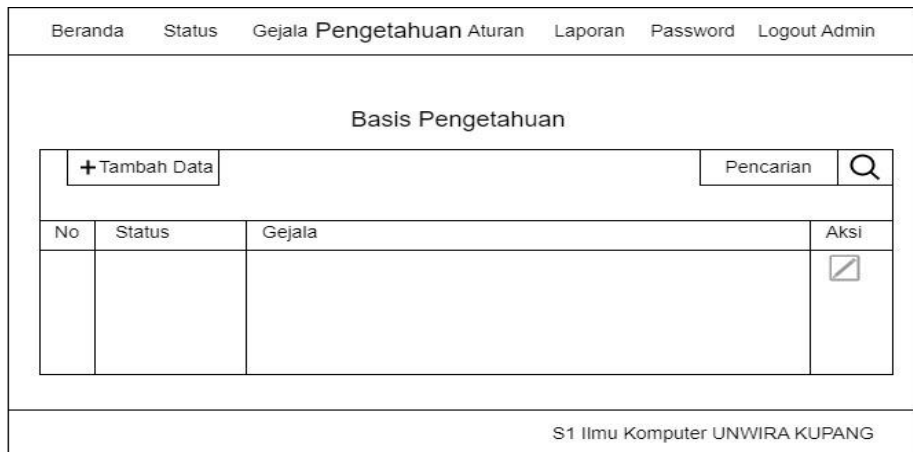 Beranda Status Gejala Pengetahuan Aturan Laporan Password Logout Admin
Basis Pengetahuan
+Tambah Data Pencarian
No Status Gejala Aksi
S1 Ilmu Komputer UNWIRA KUPANG